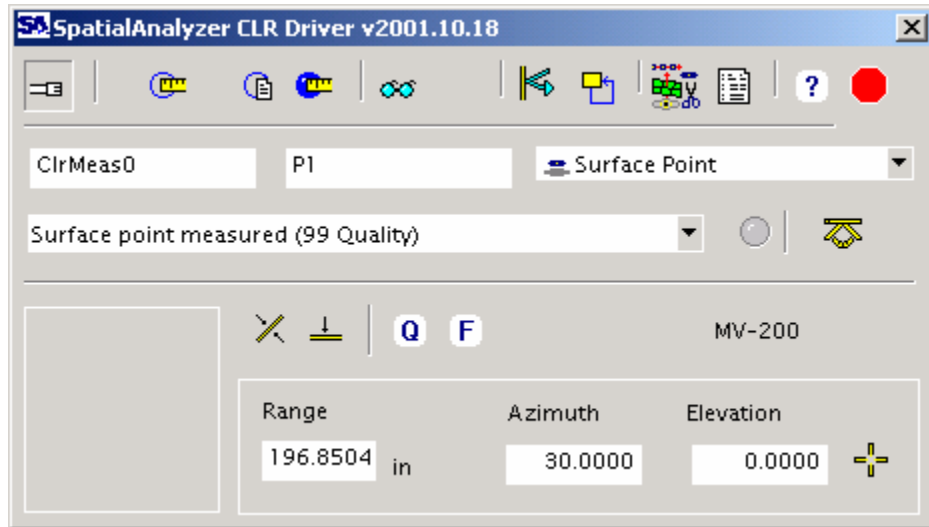 SA SpatialAnalyzer CLR Driver v2001.10.18
?
ClrMeas0 P1 Surface Point
Surface point measured (99 Quality)
Q F MV-200
Range Azimuth Elevation
196.8504 in 30.0000 0.0000